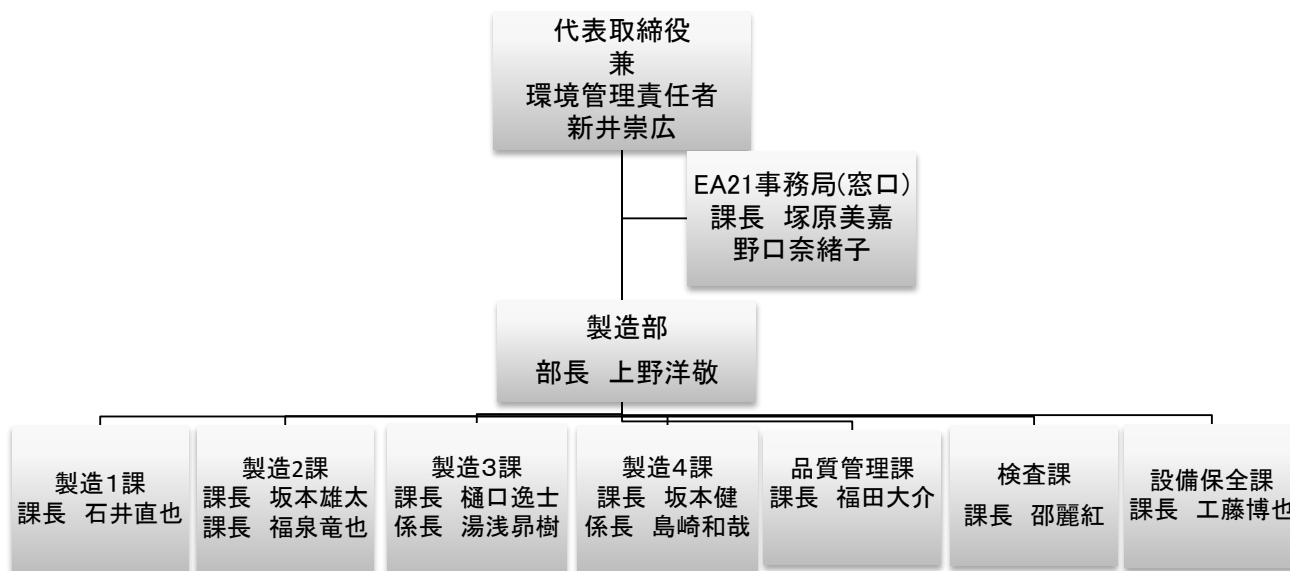 代表取締役
兼
環境管理責任者
新井崇広
EA21事務局(窓口)
課長　塚原美嘉
野口奈緒子
製造部
部長　上野洋敬
製造1課
課長　石井直也
製造2課
課長　坂本雄太
課長　福泉竜也
製造3課
課長　樋口逸士
係長　湯浅昴樹
製造4課
課長　坂本健
係長　島崎和哉
品質管理課
課長　福田大介
検査課
課長　邵麗紅
設備保全課
課長　工藤博也